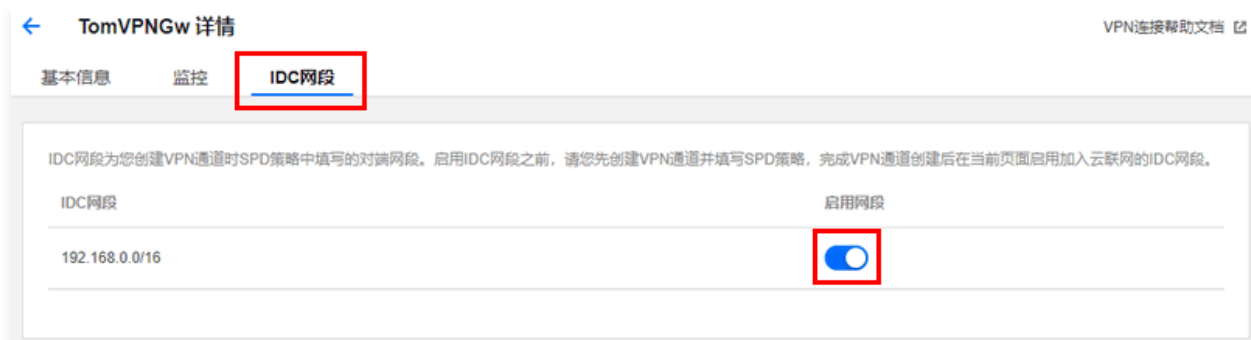 TomVPNGw 详情
VPN连接帮助文档
基本信息 监控 IDC网段
IDC网段为您创建VPN通道时SPD策略中填写的对端网段。启用IDC网段之前，请您先创建VPN通道并填写SPD策略，完成VPN通道创建后在当前页面启用加入云联网的IDC网段。
IDC网段 启用网段
192.168.0.0/16